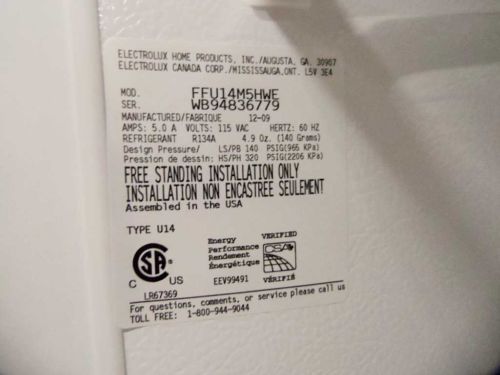 ELECTROLUX HOME PRODUCTS, INC./AUGUSTA, GA. 30907
ELECTROLUX CANADA CORP./MISSISSAUGA,ONT. L5V 3E4
MOD. FFU14M5HWE
SER. WB94836779
MANUFACTURED/FABRIQUE 12-09
AMPS: 5.0 A VOLTS: 115 VAC HERTZ: 60 HZ
REFRIGERANT R134A 4.9 Oz. (140 Grams)
Design Pressure/ LS/PB 140 PSIG(965 KPa)
Pression de dessin: HS/PH 320 PSIG(2206 KPa)
FREE STANDING INSTALLATION ONLY
INSTALLATION NON ENCASTREE SEULEMENT
Assembled in the USA
TYPE U14
SA
C US
LR67369
Energy
Performance
Rendement
Énergétique
EEV99491
VERIFIED
CSA
VÉRIFIÉ
For questions, comments, or service please call us
TOLL FREE: 1-800-944-9044